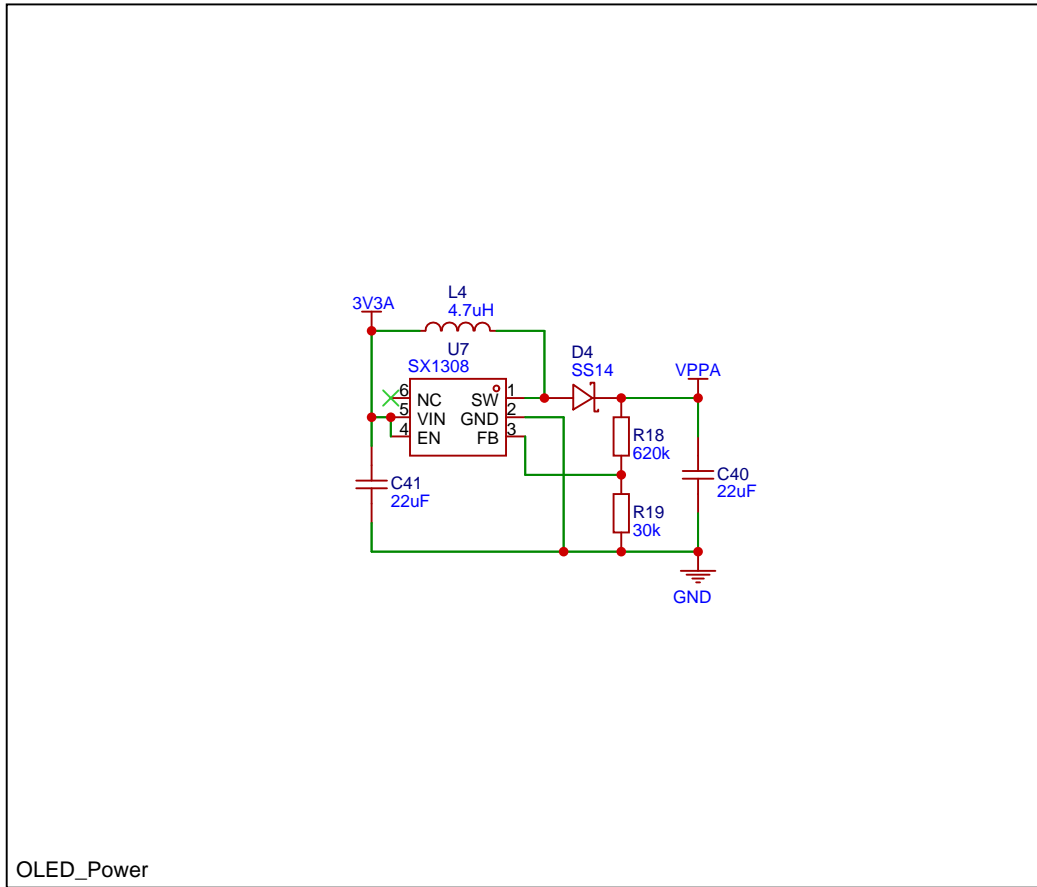 L4
4.7uH
3V3A
U7
SX1308
D4
SS14
VPPA
6 NC SW 1
5 VIN GND 2
4 EN FB 3
R18
620k
C41
22uF
C40
22uF
R19
30k
GND
OLED_Power